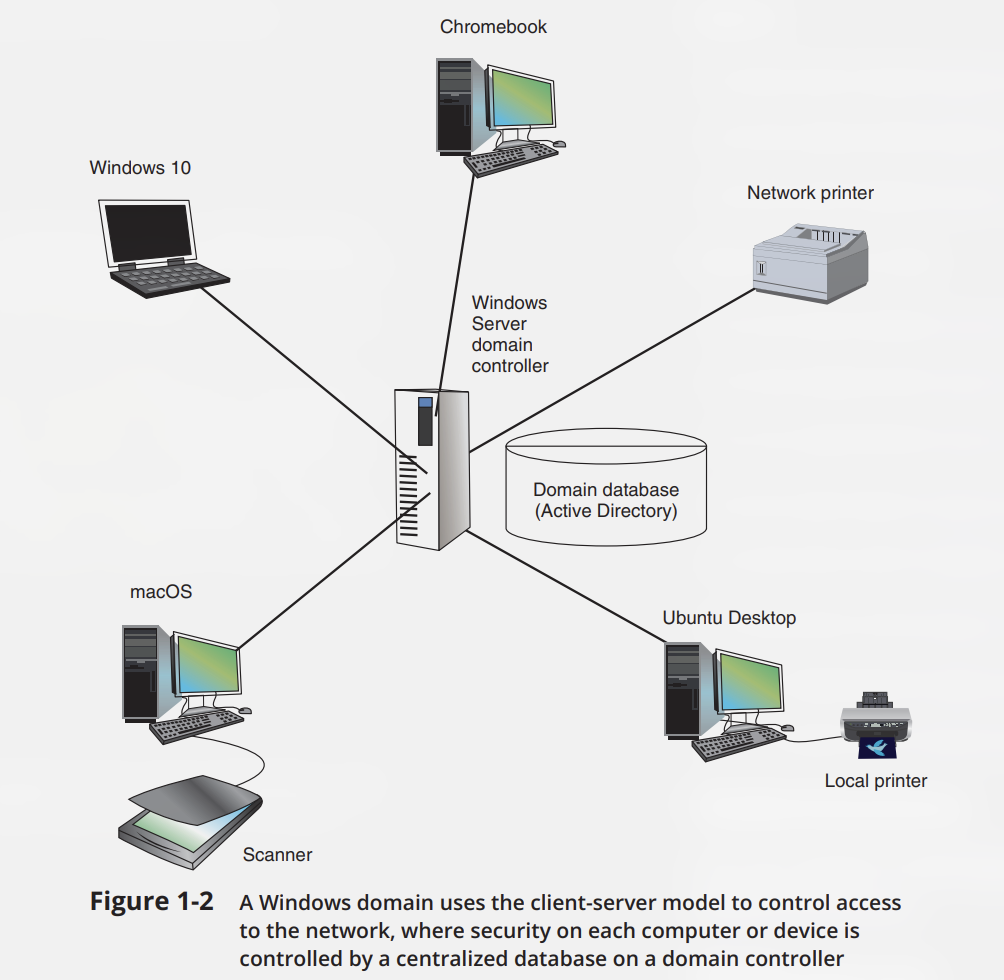 Chromebook
Windows 10
Network printer
Windows
Server
domain
controller
Domain database
(Active Directory)
macOS
Ubuntu Desktop
Local printer
Scanner
Figure 1-2 A Windows domain uses the client-server model to control access
to the network, where security on each computer or device is
controlled by a centralized database on a domain controller